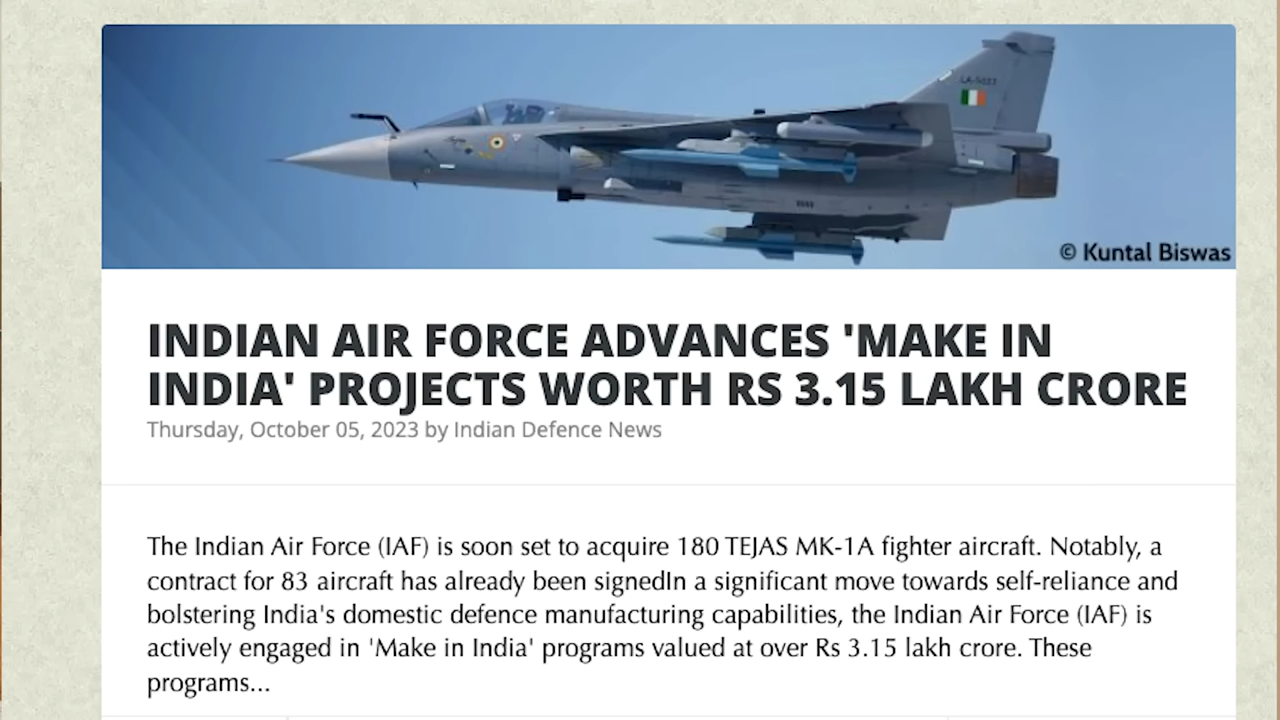 LA-5033
© Kuntal Biswas
INDIAN AIR FORCE ADVANCES 'MAKE IN
INDIA' PROJECTS WORTH RS 3.15 LAKH CRORE
Thursday, October 05, 2023 by Indian Defence News
The Indian Air Force (IAF) is soon set to acquire 180 TEJAS MK-1A fighter aircraft. Notably, a
contract for 83 aircraft has already been signedIn a significant move towards self-reliance and
bolstering India's domestic defence manufacturing capabilities, the Indian Air Force (IAF) is
actively engaged in 'Make in India' programs valued at over Rs 3.15 lakh crore. These
programs...